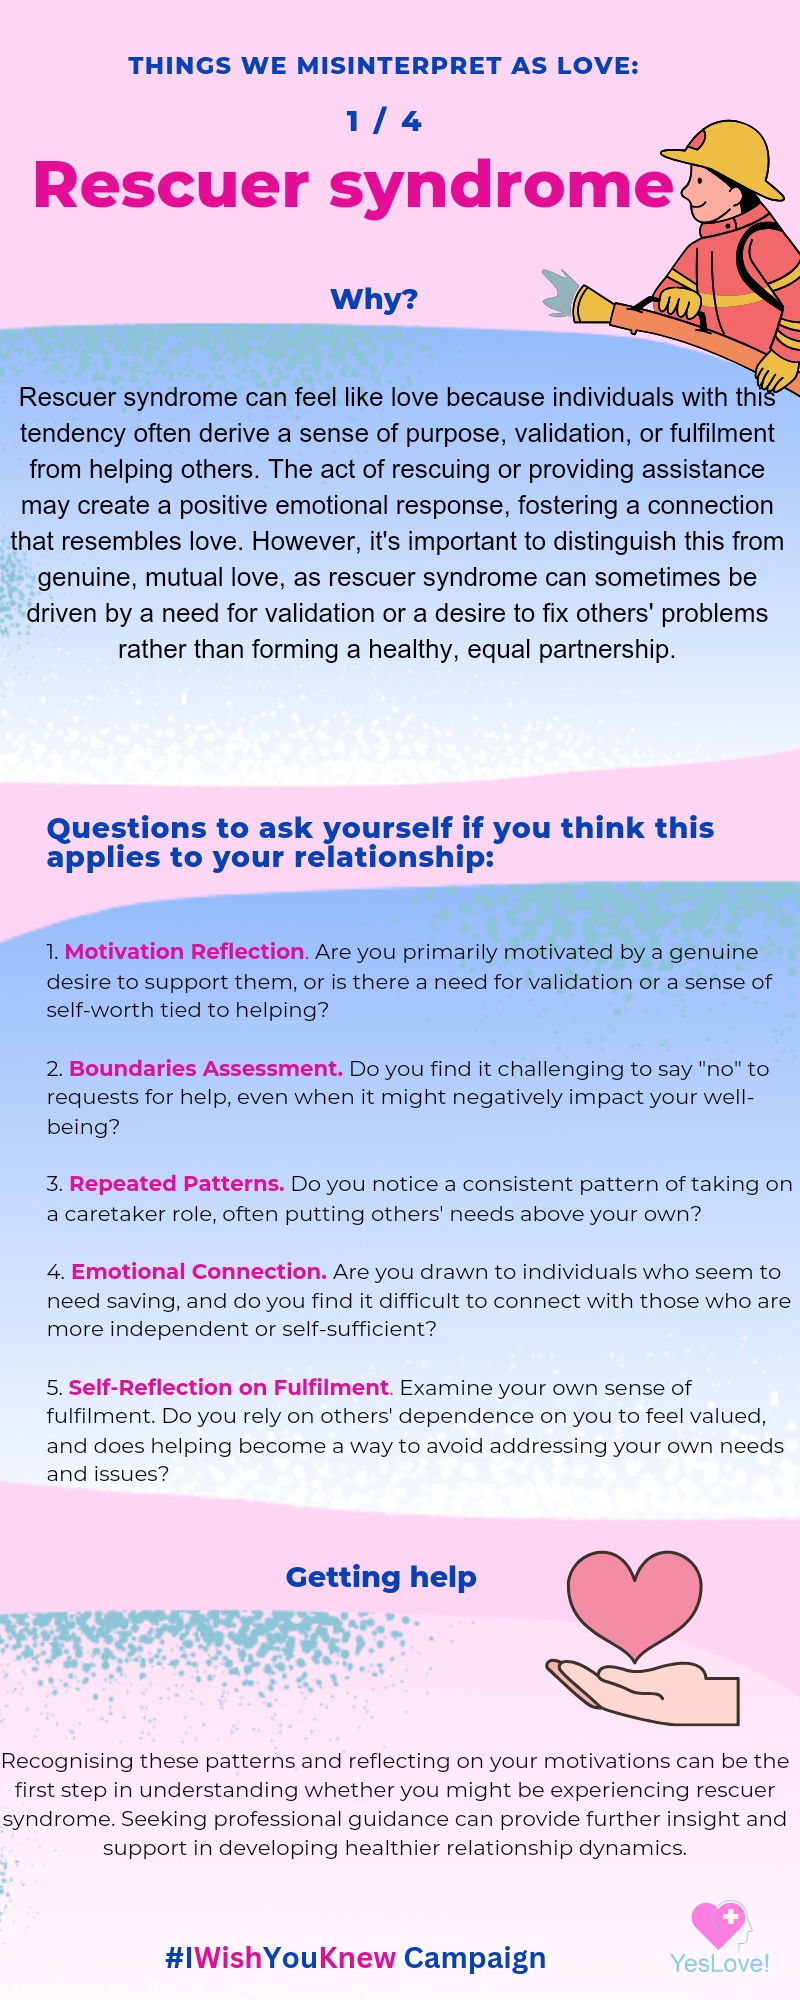 THINGS WE MISINTERPRET AS LOVE:
1 / 4
Rescuer syndrome
Why?
Rescuer syndrome can feel like love because individuals with this
tendency often derive a sense of purpose, validation, or fulfilment
from helping others. The act of rescuing or providing assistance
may create a positive emotional response, fostering a connection
that resembles love. However, it's important to distinguish this from
genuine, mutual love, as rescuer syndrome can sometimes be
driven by a need for validation or a desire to fix others' problems
rather than forming a healthy, equal partnership.
Questions to ask yourself if you think this
applies to your relationship:
1. Motivation Reflection. Are you primarily motivated by a genuine
desire to support them, or is there a need for validation or a sense of
self-worth tied to helping?
2. Boundaries Assessment. Do you find it challenging to say "no" to
requests for help, even when it might negatively impact your well-
being?
3. Repeated Patterns. Do you notice a consistent pattern of taking on
a caretaker role, often putting others' needs above your own?
4. Emotional Connection. Are you drawn to individuals who seem to
need saving, and do you find it difficult to connect with those who are
more independent or self-sufficient?
5. Self-Reflection on Fulfilment. Examine your own sense of
fulfilment. Do you rely on others' dependence on you to feel valued,
and does helping become a way to avoid addressing your own needs
and issues?
Getting help
Recognising these patterns and reflecting on your motivations can be the
first step in understanding whether you might be experiencing rescuer
syndrome. Seeking professional guidance can provide further insight and
support in developing healthier relationship dynamics.
#IWishYouKnew Campaign
YesLove!